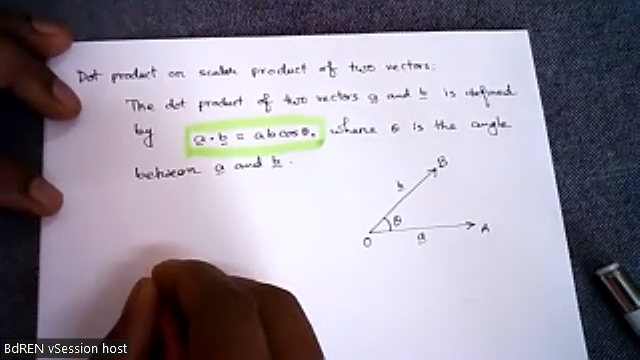 Dot product or scalar product of two vectors:
The dot product of two vectors a and b is defined
by a · b = ab cos θ, where θ is the angle
between a and b.
B
b
θ
O
a
A
BdREN vSession host